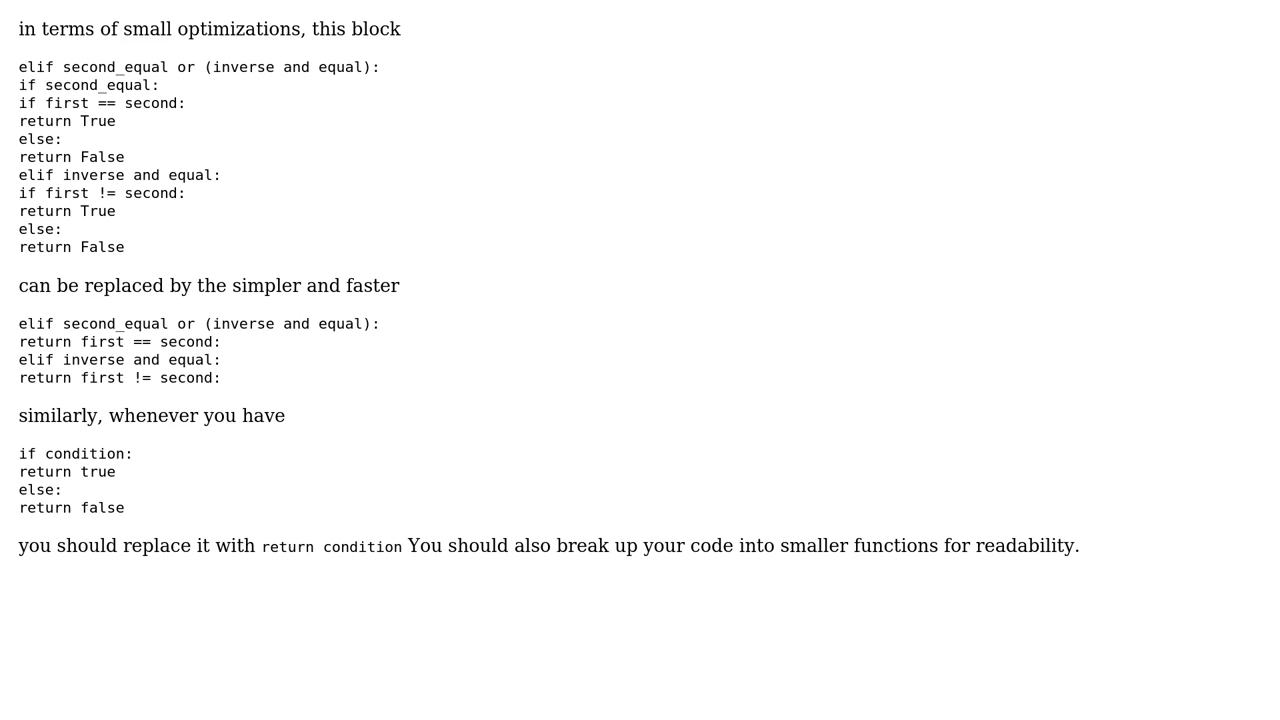 in terms of small optimizations, this block
elif second_equal or (inverse and equal):
if second_equal:
if first == second:
return True
else:
return False
elif inverse and equal:
if first != second:
return True
else:
return False
can be replaced by the simpler and faster
elif second_equal or (inverse and equal):
return first == second:
elif inverse and equal:
return first != second:
similarly, whenever you have
if condition:
return true
else:
return false
you should replace it with return condition You should also break up your code into smaller functions for readability.